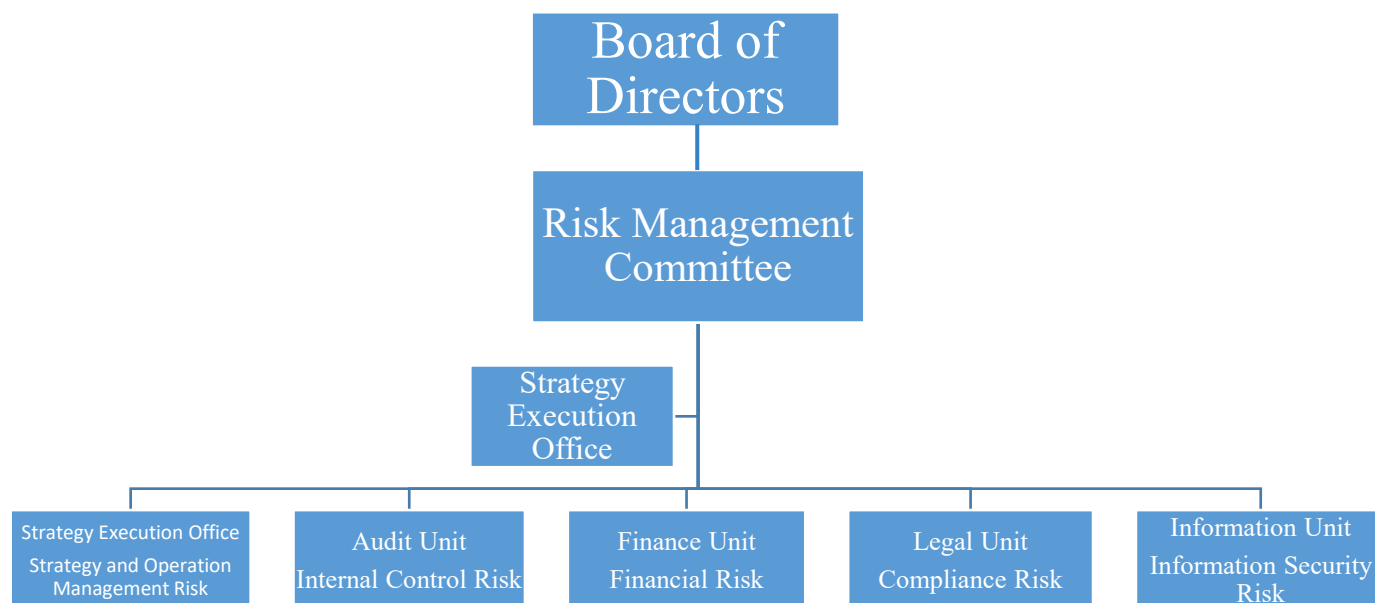 Board of
Directors
Risk Management
Committee
Strategy
Execution
Office
Strategy Execution Office
Strategy and Operation
Management Risk
Audit Unit
Internal Control Risk
Finance Unit
Financial Risk
Legal Unit
Compliance Risk
Information Unit
Information Security
Risk